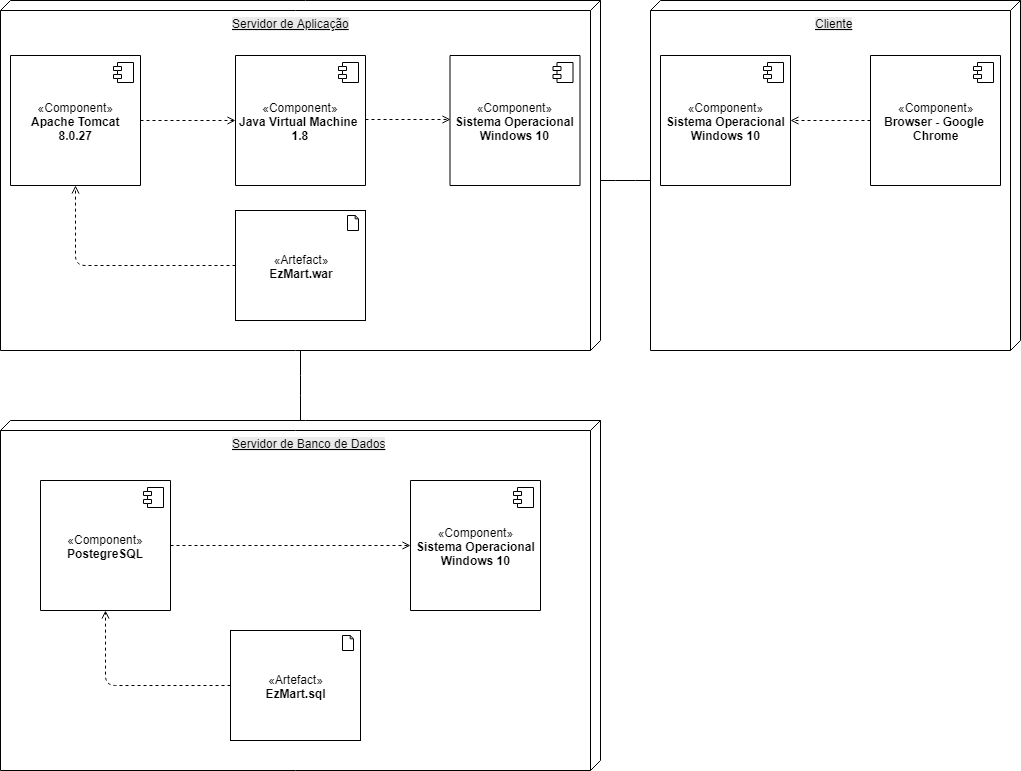 Servidor de Aplicação
«Component»
Apache Tomcat
8.0.27
«Component»
Java Virtual Machine
1.8
«Component»
Sistema Operacional
Windows 10
«Artefact»
EzMart.war
Cliente
«Component»
Sistema Operacional
Windows 10
«Component»
Browser - Google
Chrome
Servidor de Banco de Dados
«Component»
PostegreSQL
«Component»
Sistema Operacional
Windows 10
«Artefact»
EzMart.sql